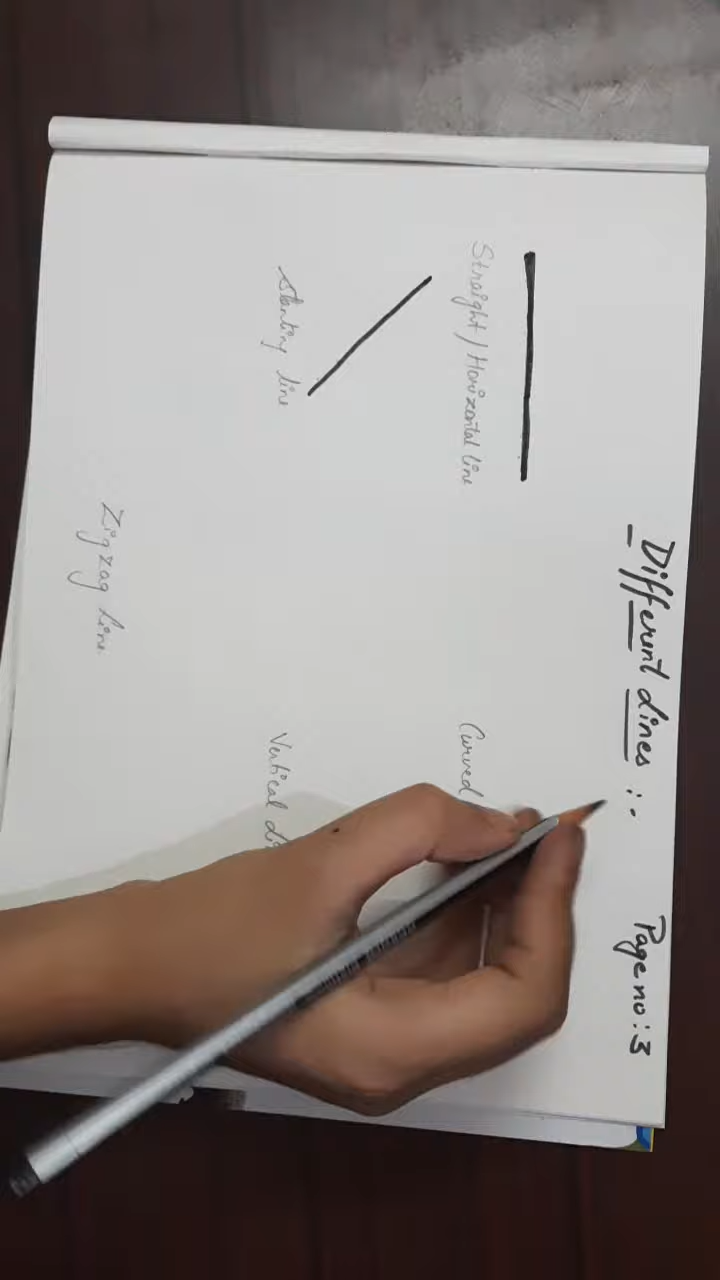 Different Lines :-
Page no : 3
Straight / Horizontal line
Curved
Slanting line
Vertical
Zigzag line